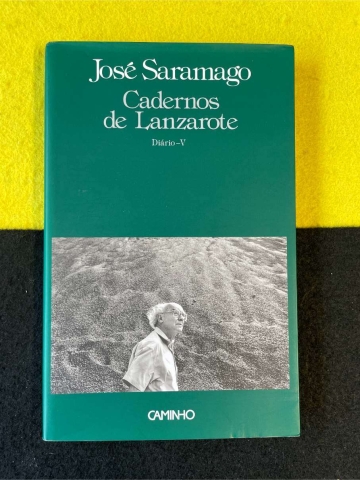 José Saramago
Cadernos
de Lanzarote
Diário-V
CAMINHO